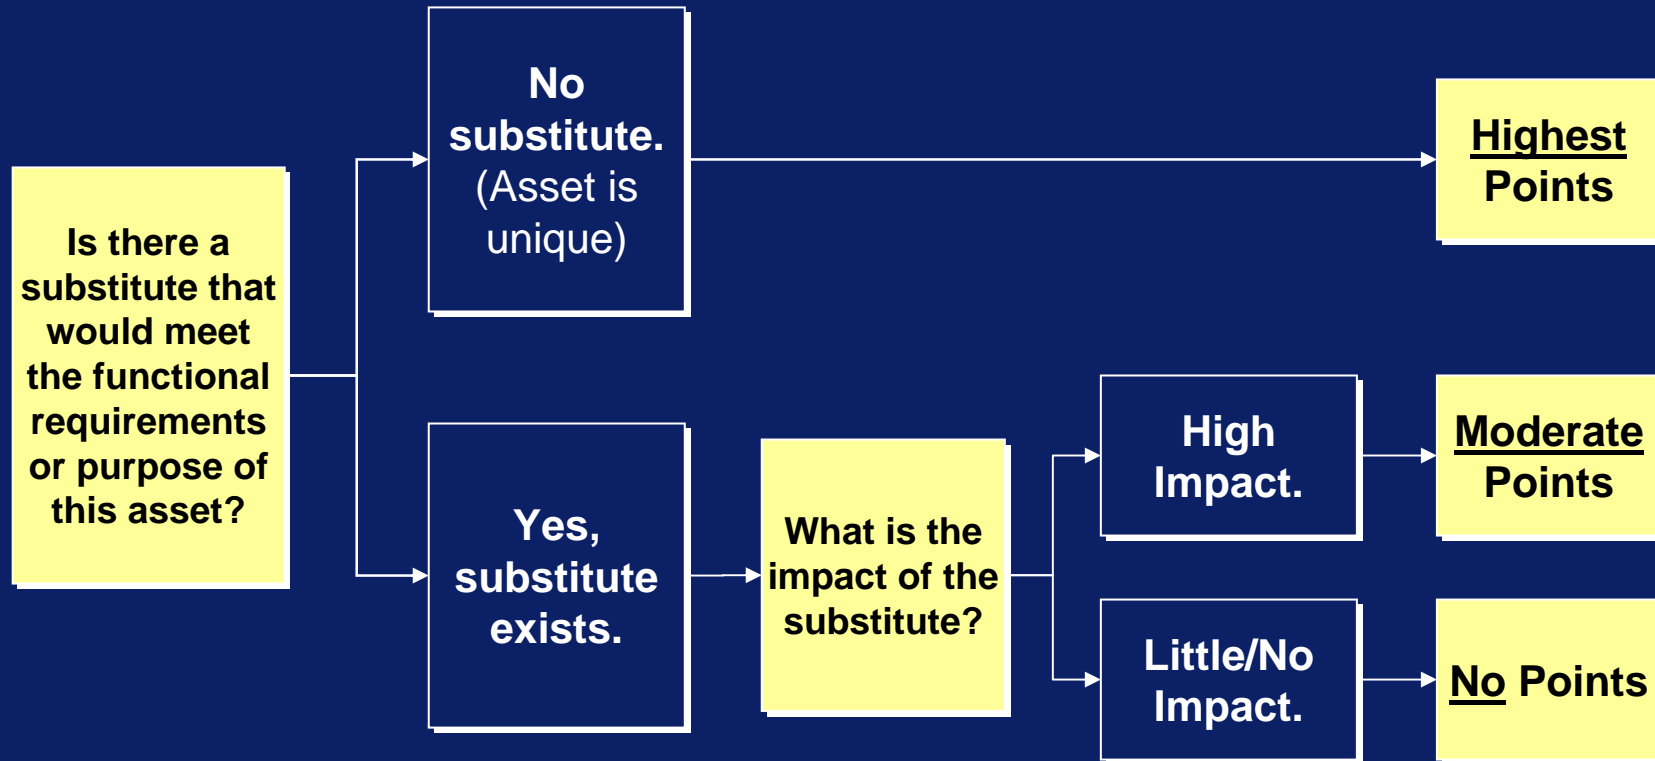 Is there a
substitute that
would meet
the functional
requirements
or purpose of
this asset?
No
substitute.
(Asset is
unique)
Highest
Points
Yes,
substitute
exists.
What is the
impact of the
substitute?
High
Impact.
Moderate
Points
Little/No
Impact.
No Points